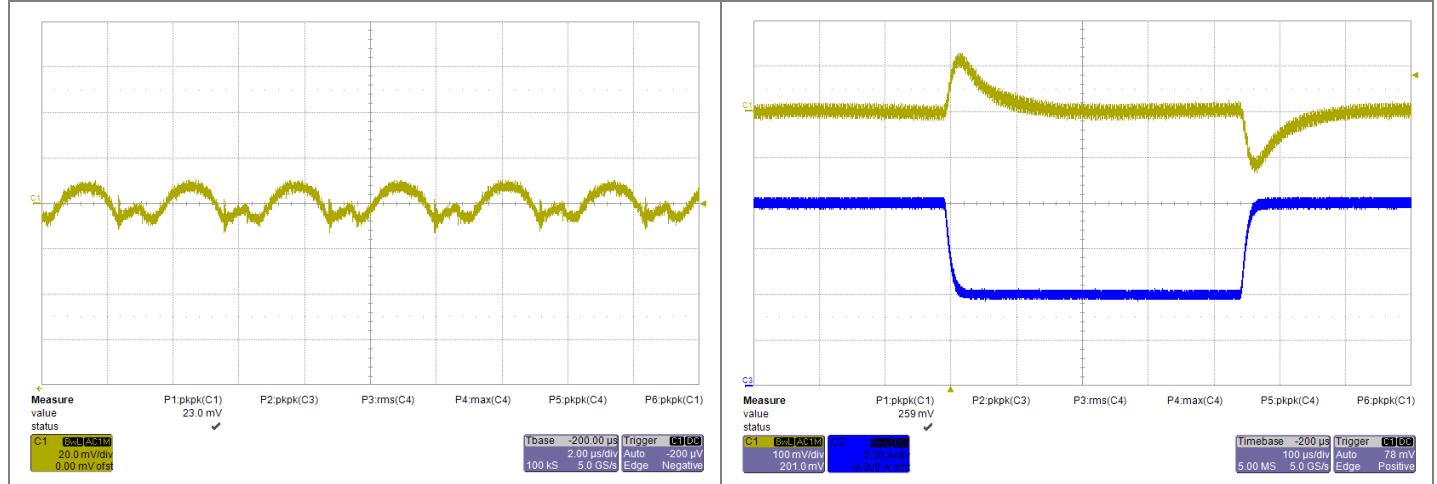 C1
Measure P1:pkpk(C1) P2:pkpk(C3) P3:rms(C4) P4:max(C4) P5:pkpk(C4) P6:pkpk(C1)
value 23.0 mV
status
C1 BwL AC1M
20.0 mV/div
0.00 mV ofst
Tbase -200.00 µs
2.00 µs/div
100 kS 5.0 GS/s
Trigger C1 DC
Auto -200 µV
Edge Negative
C1
C3
Measure P1:pkpk(C1) P2:pkpk(C3) P3:rms(C4) P4:max(C4) P5:pkpk(C4) P6:pkpk(C1)
value 259 mV
status
C1 BwL AC1M
100 mV/div
201.0 mV
C3 BwL DC
2.00 A/div
Timebase -200 µs
100 µs/div
5.00 MS 5.0 GS/s
Trigger C1 DC
Auto 78 mV
Edge Positive